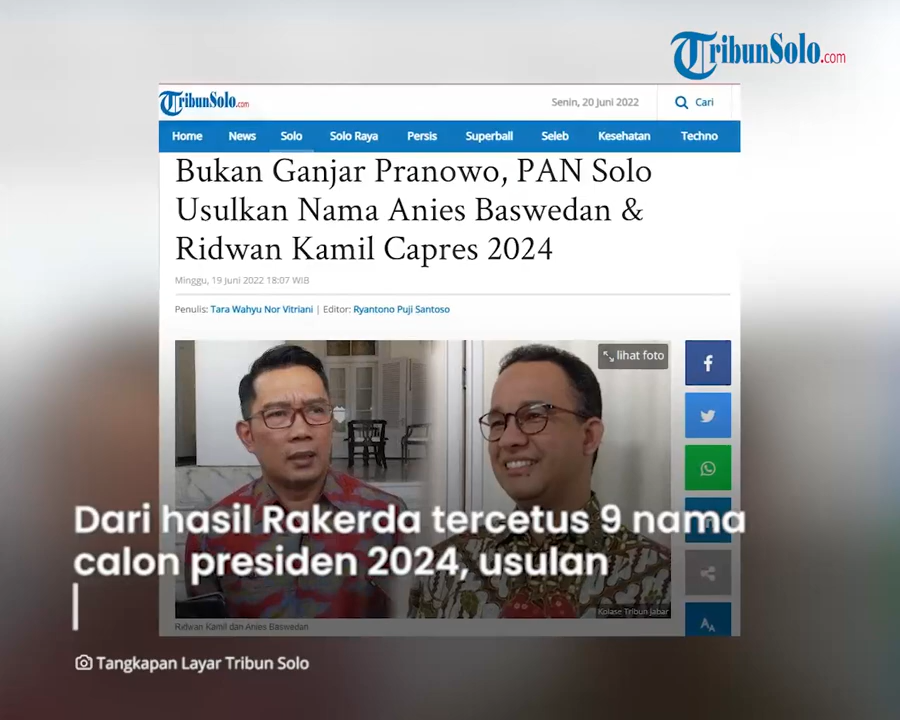 TribunSolo.com
TribunSolo.com
Senin, 20 Juni 2022
Cari
Home News Solo Solo Raya Persis Superball Seleb Kesehatan Techno
Bukan Ganjar Pranowo, PAN Solo
Usulkan Nama Anies Baswedan &
Ridwan Kamil Capres 2024
Minggu, 19 Juni 2022 18:07 WIB
Penulis: Tara Wahyu Nor Vitriani | Editor: Ryantono Puji Santoso
lihat foto
Dari hasil Rakerda tercetus 9 nama
calon presiden 2024, usulan
Kolase Tribun Jabar
Ridwan Kamil dan Anies Baswedan
AA
Tangkapan Layar Tribun Solo